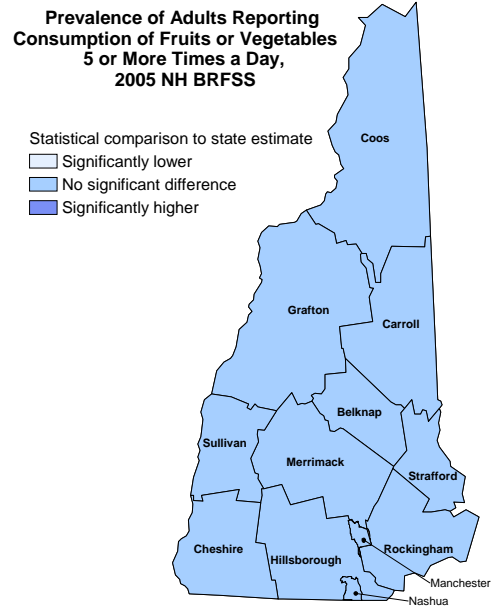 Prevalence of Adults Reporting
Consumption of Fruits or Vegetables
5 or More Times a Day,
2005 NH BRFSS
Statistical comparison to state estimate
Significantly lower
No significant difference
Significantly higher
Coos
Grafton
Carroll
Belknap
Sullivan
Merrimack
Strafford
Cheshire
Hillsborough
Rockingham
Manchester
Nashua